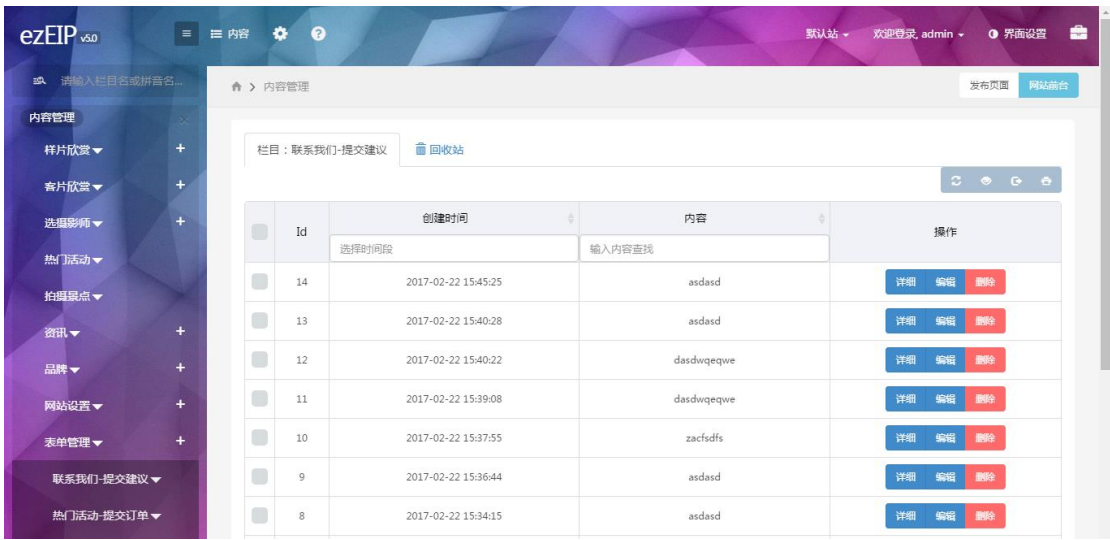 ezEIP v5.0
内容
默认站
欢迎登录, admin
界面设置
请输入栏目名或拼音名...
内容管理
发布页面
网站前台
内容管理
样片欣赏
客片欣赏
选摄影师
热门活动
拍摄景点
资讯
品牌
网站设置
表单管理
联系我们-提交建议
热门活动-提交订单
栏目：联系我们-提交建议
回收站
Id 创建时间 内容 操作
选择时间段 输入内容查找
14 2017-02-22 15:45:25 asdasd 详细 编辑 删除
13 2017-02-22 15:40:28 asdasd 详细 编辑 删除
12 2017-02-22 15:40:22 dasdwqeqwe 详细 编辑 删除
11 2017-02-22 15:39:08 dasdwqeqwe 详细 编辑 删除
10 2017-02-22 15:37:55 zacfsdfs 详细 编辑 删除
9 2017-02-22 15:36:44 asdasd 详细 编辑 删除
8 2017-02-22 15:34:15 asdasd 详细 编辑 删除